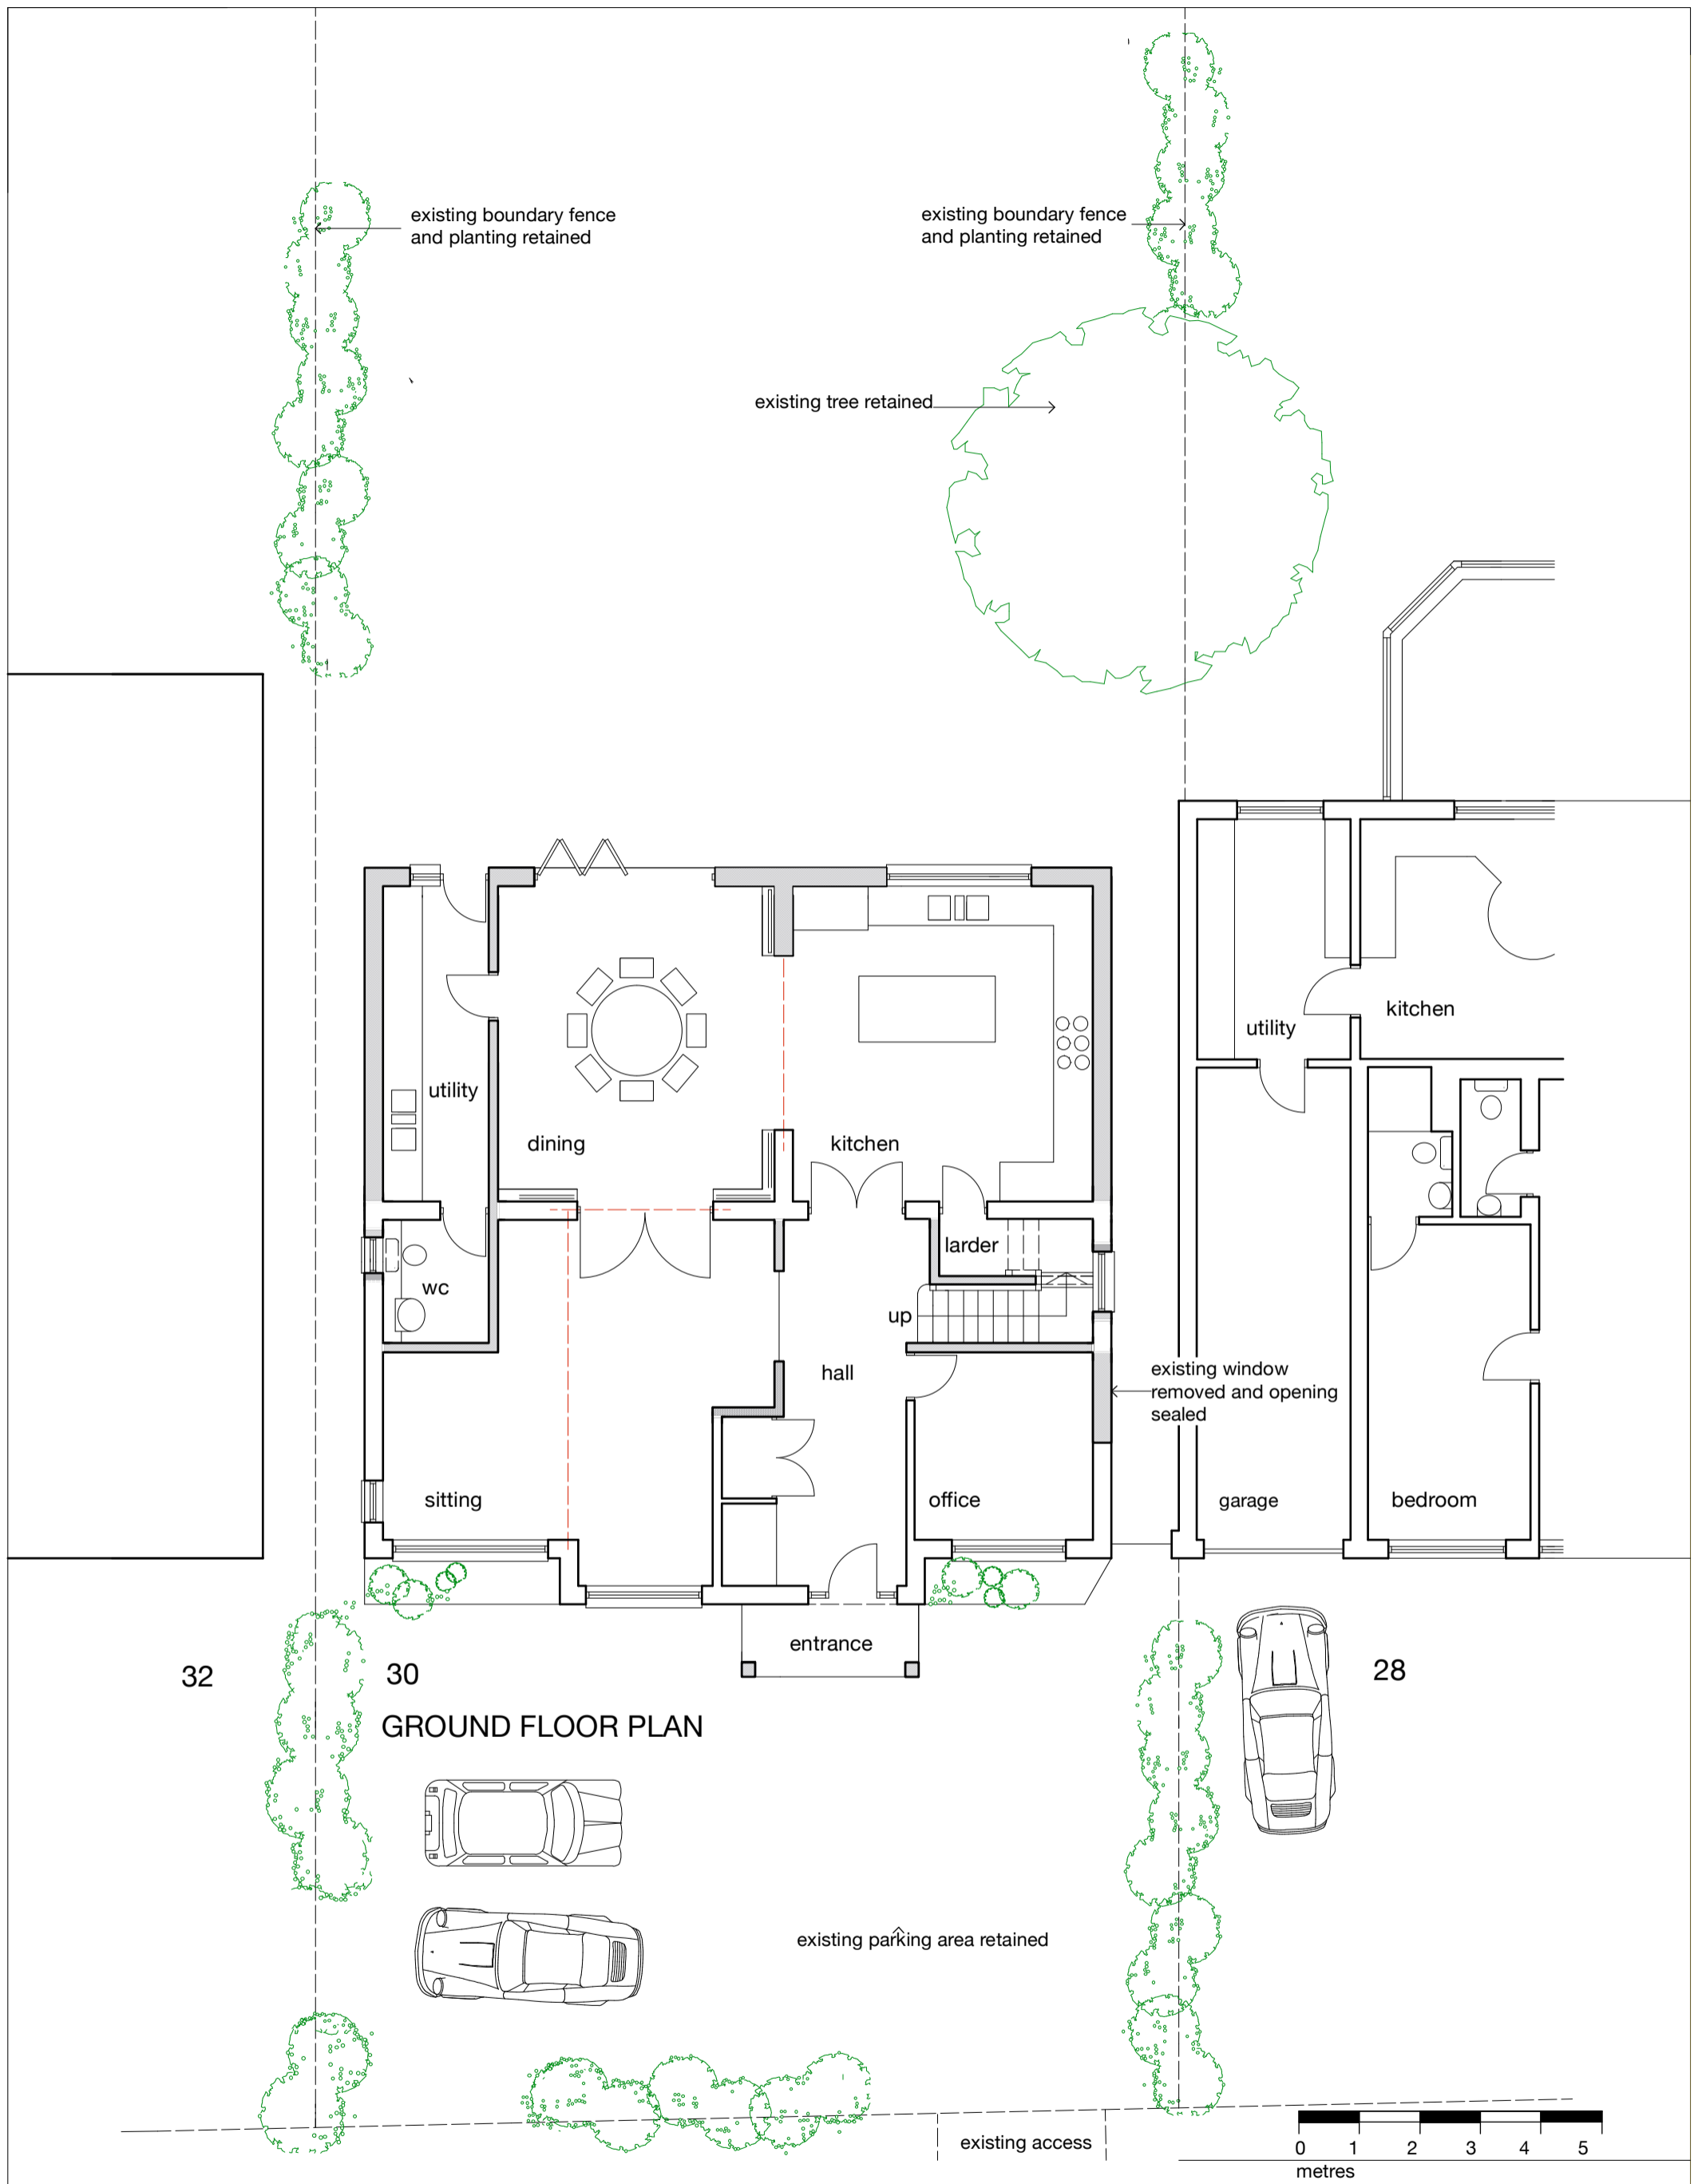 existing boundary fence
and planting retained
existing boundary fence
and planting retained
existing tree retained
utility
dining
kitchen
utility
kitchen
larder
wc
up
hall
existing window
removed and opening
sealed
sitting
office
garage
bedroom
entrance
32
30
28
GROUND FLOOR PLAN
existing parking area retained
existing access
0 1 2 3 4 5
metres